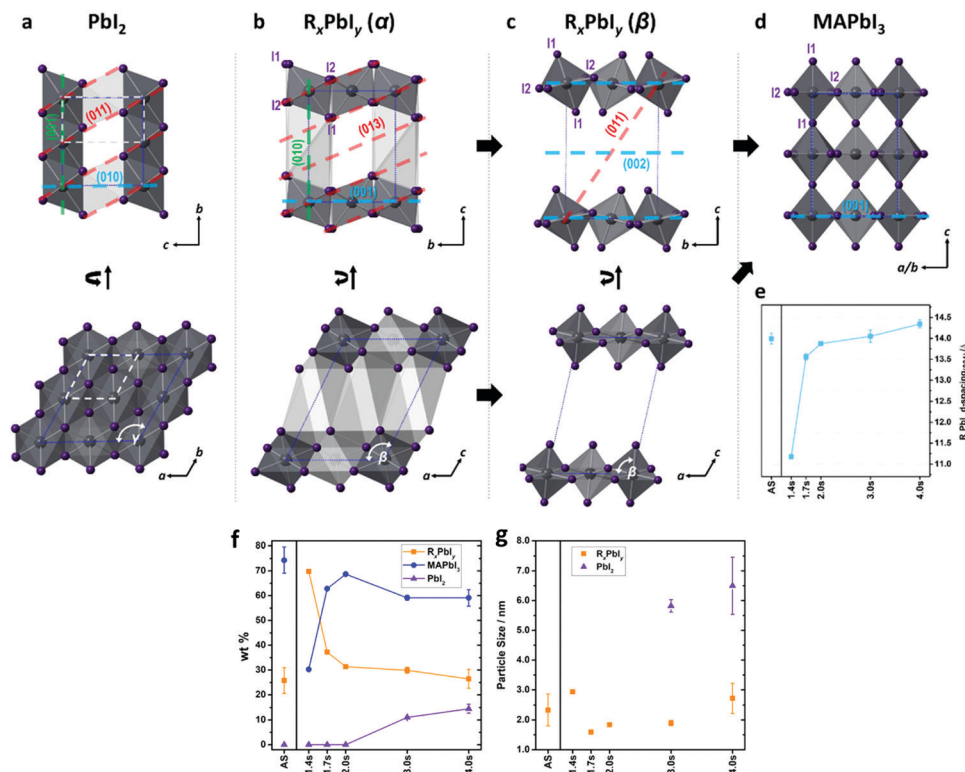 a
PbI2
b
RxPbIy (α)
c
RxPbIy (β)
d
MAPbI3
I1
I2
I2
I1
(011)
(010)
(010)
(013)
(001)
I1
I2
I1
(011)
(002)
I1
I2
I2
I1
(001)
b
c
c
b
c
b
c
a/b
γ
b
a
β
c
a
β
c
a
e
14.5
14.0
13.5
13.0
12.5
12.0
11.5
11.0
AS
1.4s
1.7s
2.0s
3.0s
4.0s
f
wt %
80
70
60
50
40
30
20
10
0
RxPbIy
MAPbI3
PbI2
AS
1.4s
1.7s
2.0s
3.0s
4.0s
g
Particle Size / nm
8.0
7.0
6.0
5.0
4.0
3.0
2.0
1.0
RxPbIy
PbI2
AS
1.4s
1.7s
2.0s
3.0s
4.0s